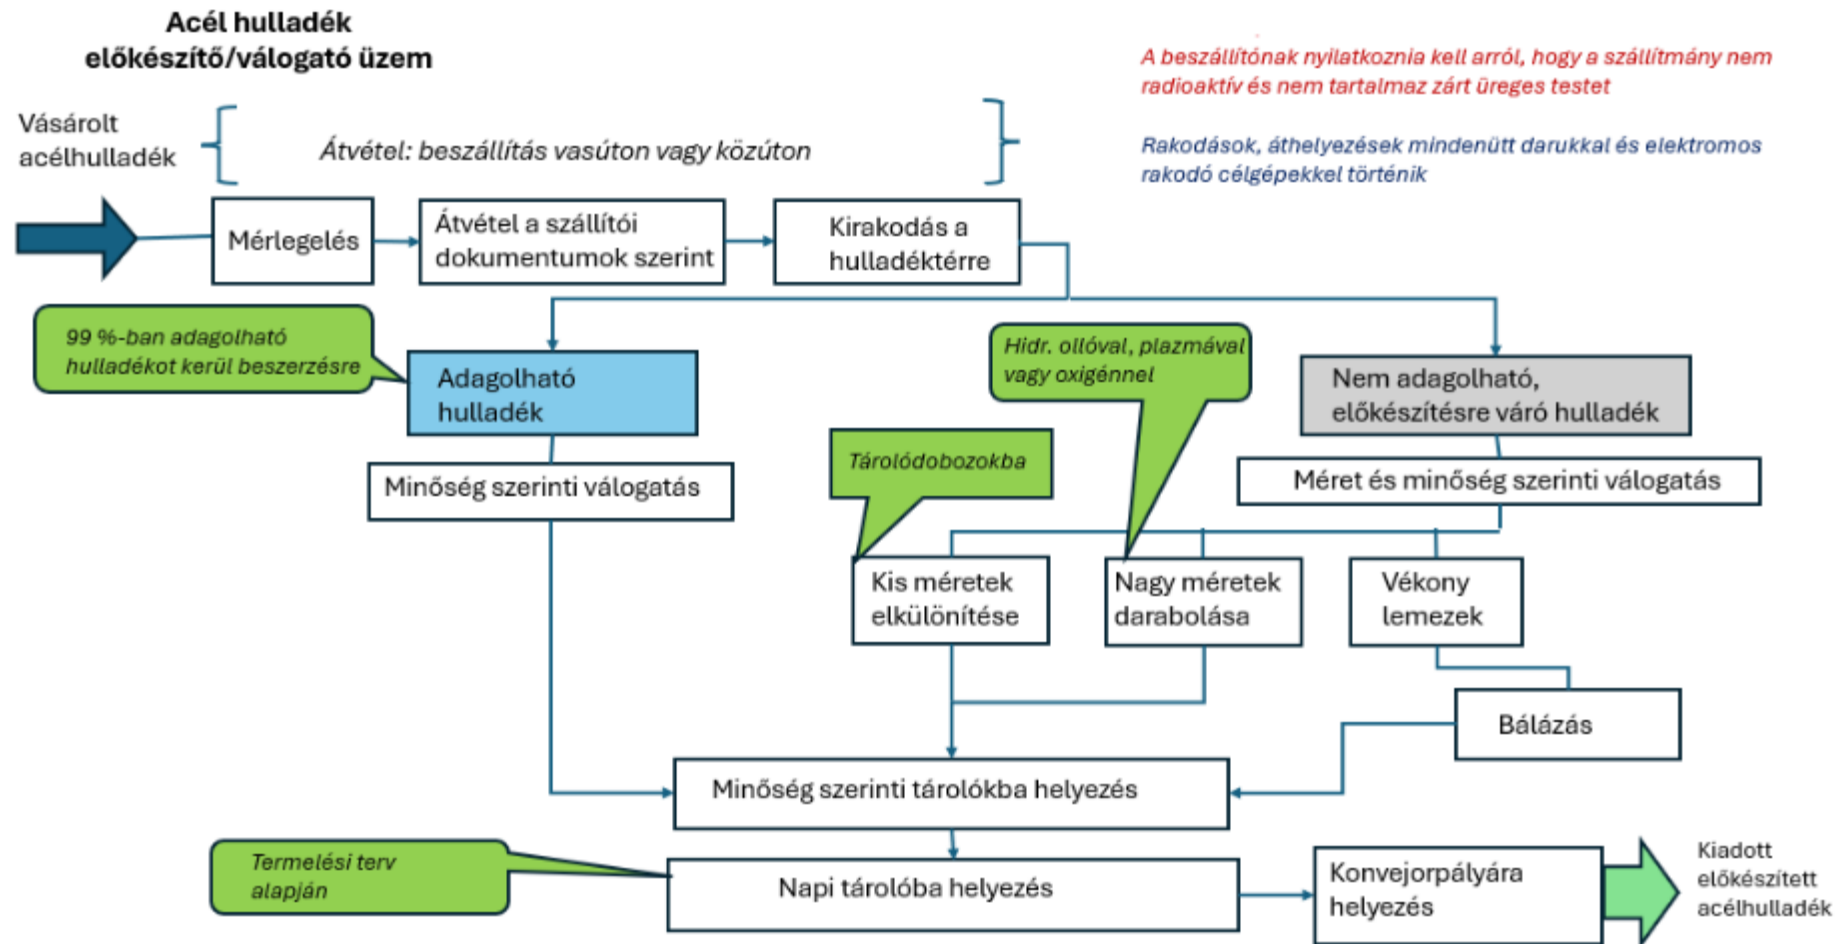 Acél hulladék
előkészítő/válogató üzem
A beszállítónak nyilatkoznia kell arról, hogy a szállítmány nem
radioaktív és nem tartalmaz zárt üreges testet
Vásárolt
acélhulladék
Átvétel: beszállítás vasúton vagy közúton
Rakodások, áthelyezések mindenütt darukkal és elektromos
rakodó célgépekkel történik
Mérlegelés
Átvétel a szállítói
dokumentumok szerint
Kirakodás a
hulladéktérre
99 %-ban adagolható
hulladékot kerül beszerzésre
Adagolható
hulladék
Hidr. ollóval, plazmával
vagy oxigénnel
Nem adagolható,
előkészítésre váró hulladék
Tárolódobozokba
Minőség szerinti válogatás
Méret és minőség szerinti válogatás
Kis méretek
elkülönítése
Nagy méretek
darabolása
Vékony
lemezek
Bálázás
Minőség szerinti tárolókba helyezés
Termelési terv
alapján
Napi tárolóba helyezés
Konvejorpályára
helyezés
Kiadott
előkészített
acélhulladék